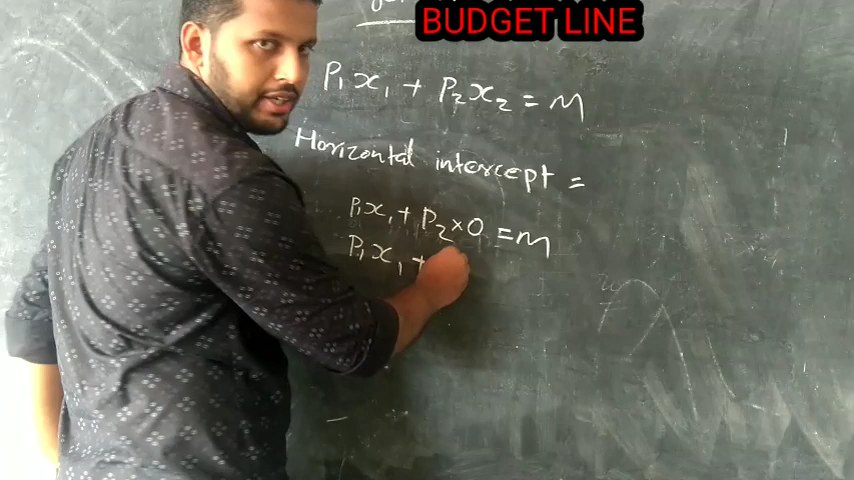 BUDGET LINE
P₁x₁ + P₂x₂ = M
Horizontal intercept =
P₁x₁ + P₂×0 = M
P₁x₁ +